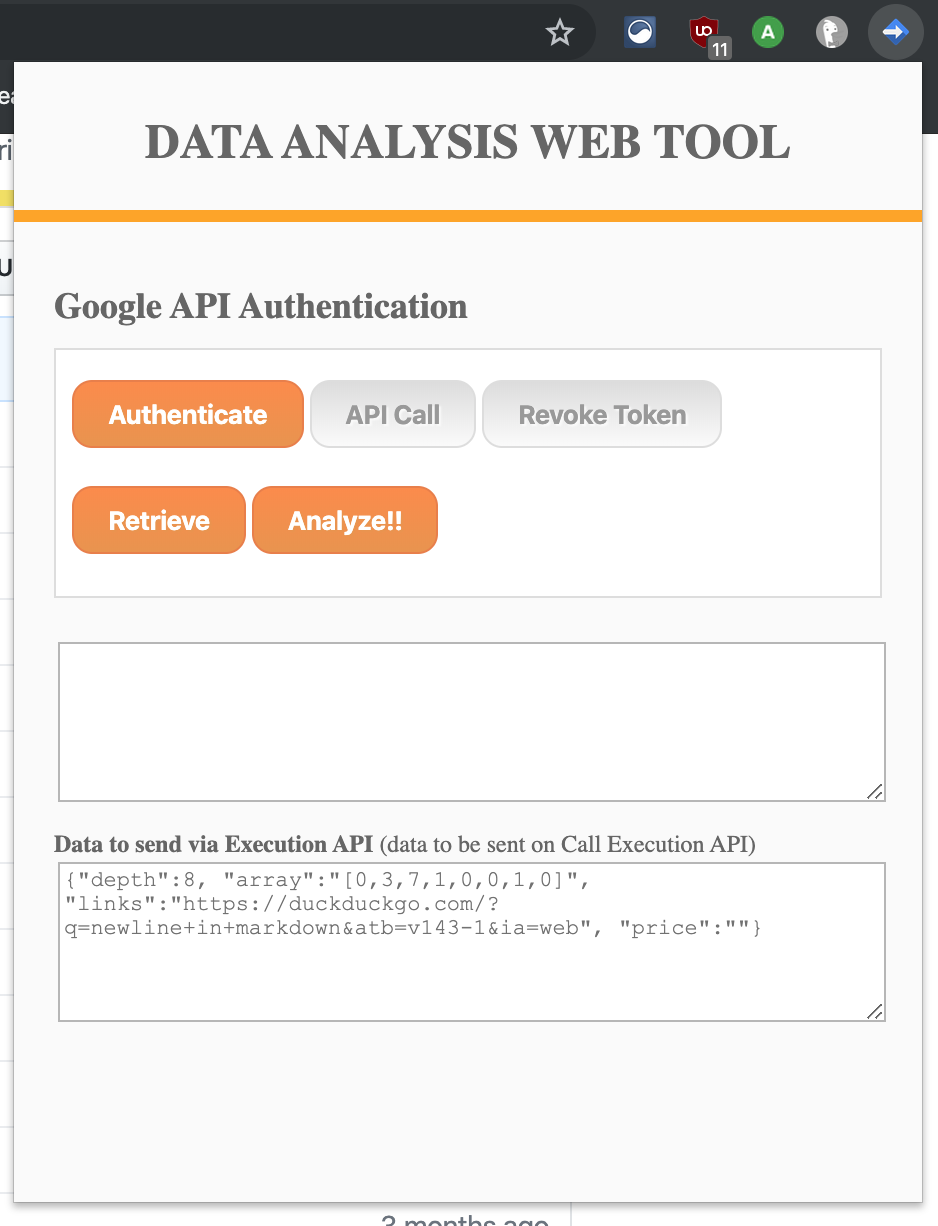 11
A
DATA ANALYSIS WEB TOOL
Google API Authentication
Authenticate API Call Revoke Token
Retrieve Analyze!!
Data to send via Execution API (data to be sent on Call Execution API)
{"depth":8, "array":"[0,3,7,1,0,0,1,0]",
"links":"https://duckduckgo.com/?
q=newline+in+markdown&atb=v143-1&ia=web", "price":""}
3 months ago